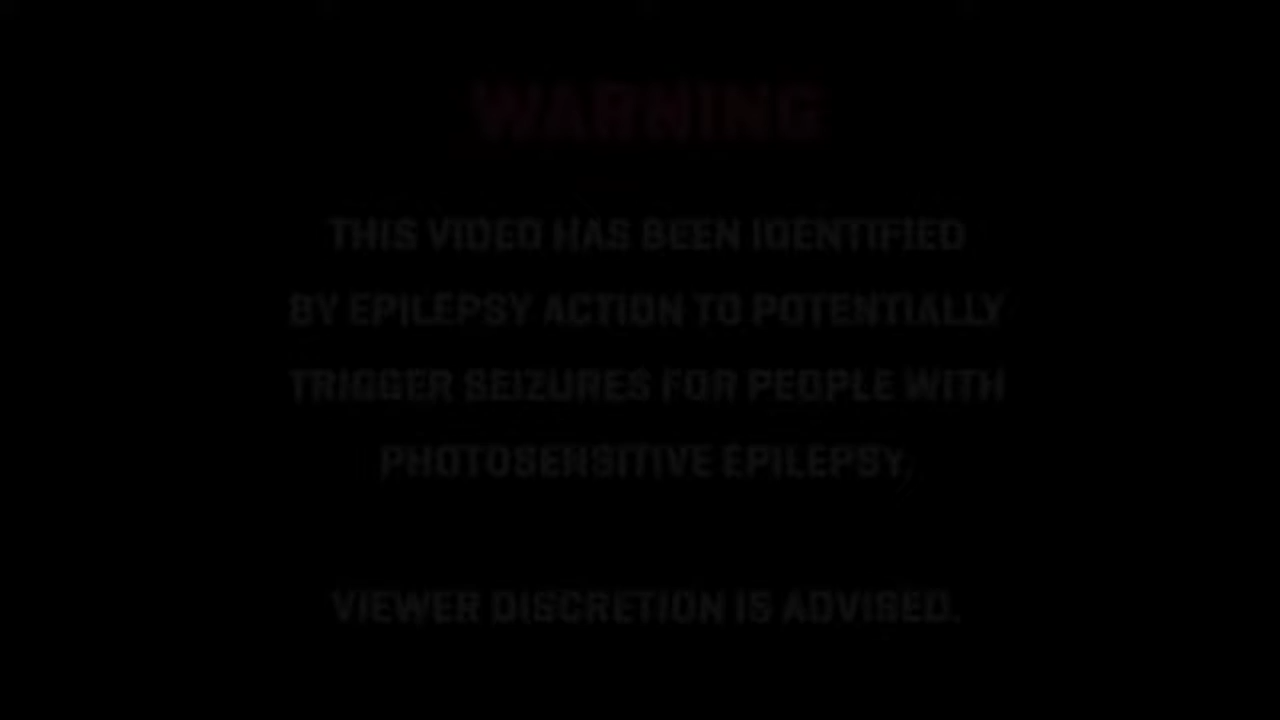 WARNING
THIS VIDEO HAS BEEN IDENTIFIED
BY EPILEPSY ACTION TO POTENTIALLY
TRIGGER SEIZURES FOR PEOPLE WITH
PHOTOSENSITIVE EPILEPSY.
VIEWER DISCRETION IS ADVISED.